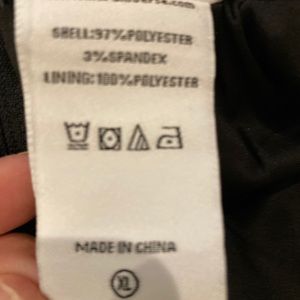 SHELL:97%POLYESTER
3%SPANDEX
LINING:100%POLYESTER
MADE IN CHINA
XL